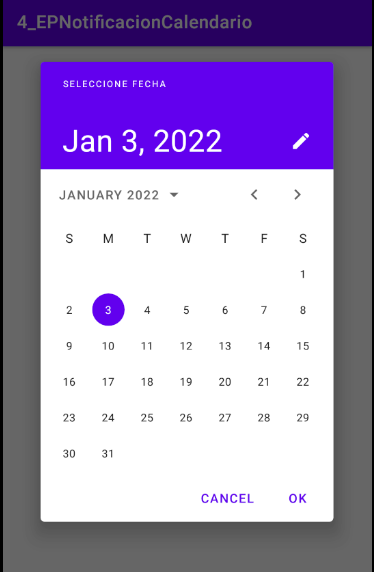 4_EPNotificacionCalendario
SELECCIONE FECHA
Jan 3, 2022
JANUARY 2022
S M T W T F S
1
2 3 4 5 6 7 8
9 10 11 12 13 14 15
16 17 18 19 20 21 22
23 24 25 26 27 28 29
30 31
CANCEL OK